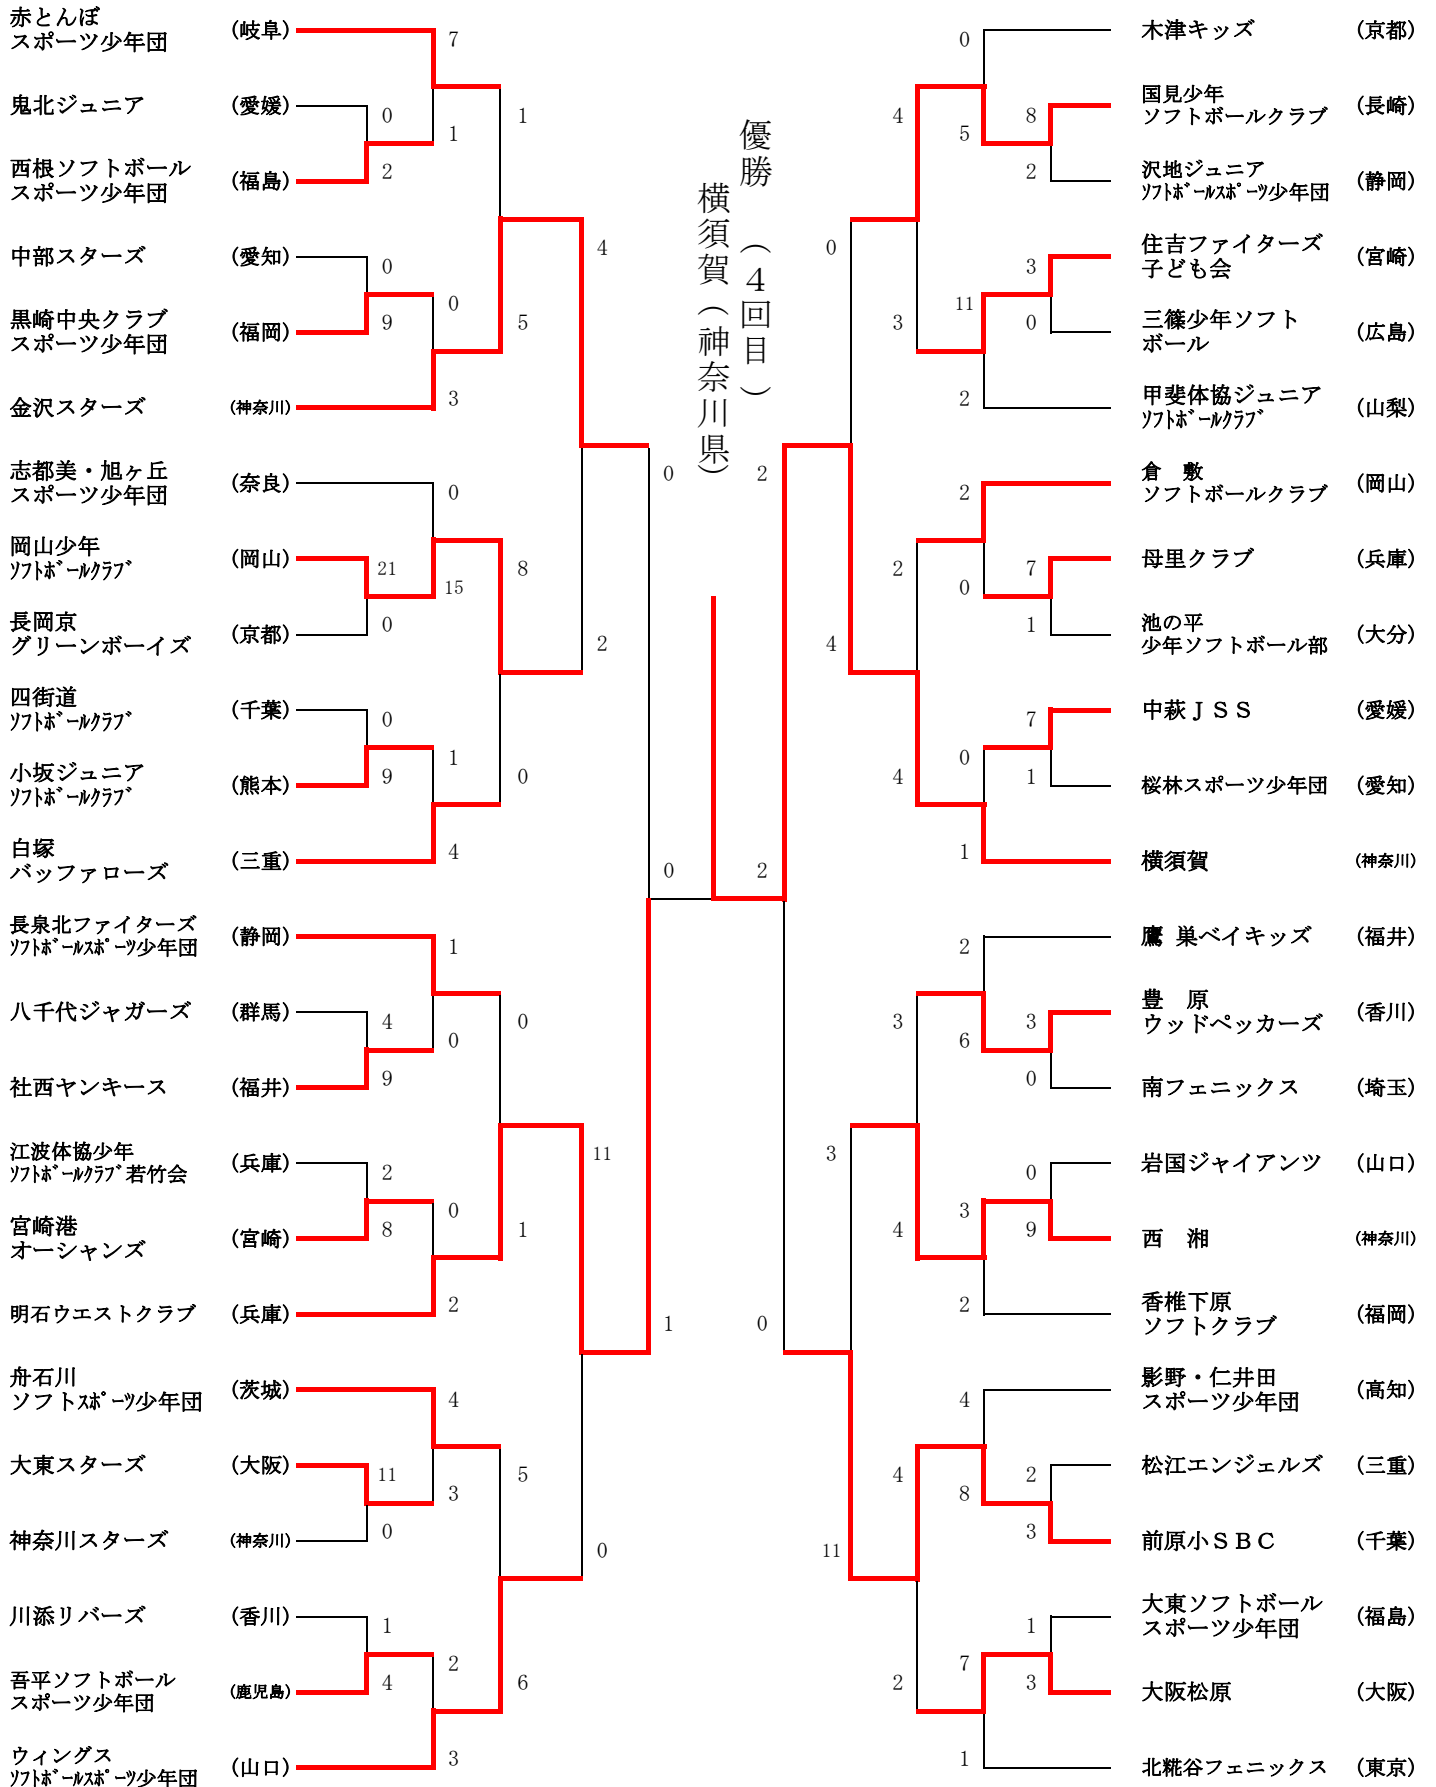 赤とんぼ
スポーツ少年団
(岐阜)
7
鬼北ジュニア
(愛媛)
0
1
1
西根ソフトボール
スポーツ少年団
(福島)
2
中部スターズ
(愛知)
0
4
黒崎中央クラブ
スポーツ少年団
(福岡)
9
0
5
金沢スターズ
(神奈川)
3
志都美・旭ヶ丘
スポーツ少年団
(奈良)
0
0
岡山少年
ソフトボールクラブ
(岡山)
21
15
8
長岡京
グリーンボーイズ
(京都)
0
2
四街道
ソフトボールクラブ
(千葉)
0
小坂ジュニア
ソフトボールクラブ
(熊本)
9
1
0
白塚
バッファローズ
(三重)
4
0
長泉北ファイターズ
ソフトボールスポーツ少年団
(静岡)
1
八千代ジャガーズ
(群馬)
4
0
0
社西ヤンキース
(福井)
9
江波体協少年
ソフトボールクラブ若竹会
(兵庫)
2
11
宮崎港
オーシャンズ
(宮崎)
8
0
1
明石ウエストクラブ
(兵庫)
2
1
舟石川
ソフトスポーツ少年団
(茨城)
4
大東スターズ
(大阪)
11
3
5
神奈川スターズ
(神奈川)
0
0
川添リバーズ
(香川)
1
吾平ソフトボール
スポーツ少年団
(鹿児島)
4
2
6
ウィングス
ソフトボールスポーツ少年団
(山口)
3
優勝 (4回目)
横須賀(神奈川県)
0
木津キッズ
(京都)
4
5
8
国見少年
ソフトボールクラブ
(長崎)
2
沢地ジュニア
ソフトボールスポーツ少年団
(静岡)
0
3
住吉ファイターズ
子ども会
(宮崎)
3
11
0
三篠少年ソフト
ボール
(広島)
2
甲斐体協ジュニア
ソフトボールクラブ
(山梨)
2
2
倉 敷
ソフトボールクラブ
(岡山)
2
0
7
母里クラブ
(兵庫)
4
1
池の平
少年ソフトボール部
(大分)
7
中萩JSS
(愛媛)
4
0
1
桜林スポーツ少年団
(愛知)
2
1
横須賀
(神奈川)
2
鷹 巣ベイキッズ
(福井)
3
6
3
豊 原
ウッドペッカーズ
(香川)
0
南フェニックス
(埼玉)
3
0
岩国ジャイアンツ
(山口)
4
3
9
西 湘
(神奈川)
0
2
香椎下原
ソフトクラブ
(福岡)
4
影野・仁井田
スポーツ少年団
(高知)
4
8
2
松江エンジェルズ
(三重)
11
3
前原小SBC
(千葉)
1
大東ソフトボール
スポーツ少年団
(福島)
2
7
3
大阪松原
(大阪)
1
北糀谷フェニックス
(東京)